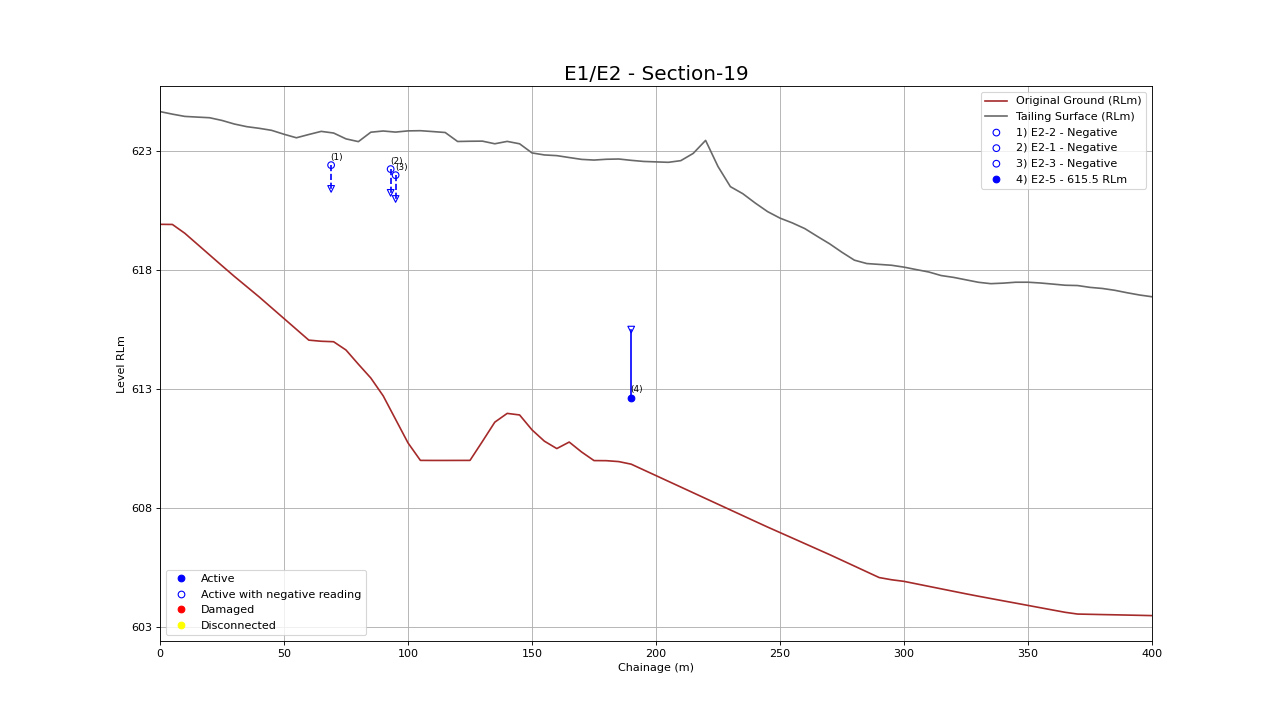 E1/E2 - Section-19
Original Ground (RLm)
Tailing Surface (RLm)
1) E2-2 - Negative
2) E2-1 - Negative
3) E2-3 - Negative
4) E2-5 - 615.5 RLm
(1)
(2)
(3)
(4)
623
618
613
608
603
Level RLm
Active
Active with negative reading
Damaged
Disconnected
0 50 100 150 200 250 300 350 400
Chainage (m)